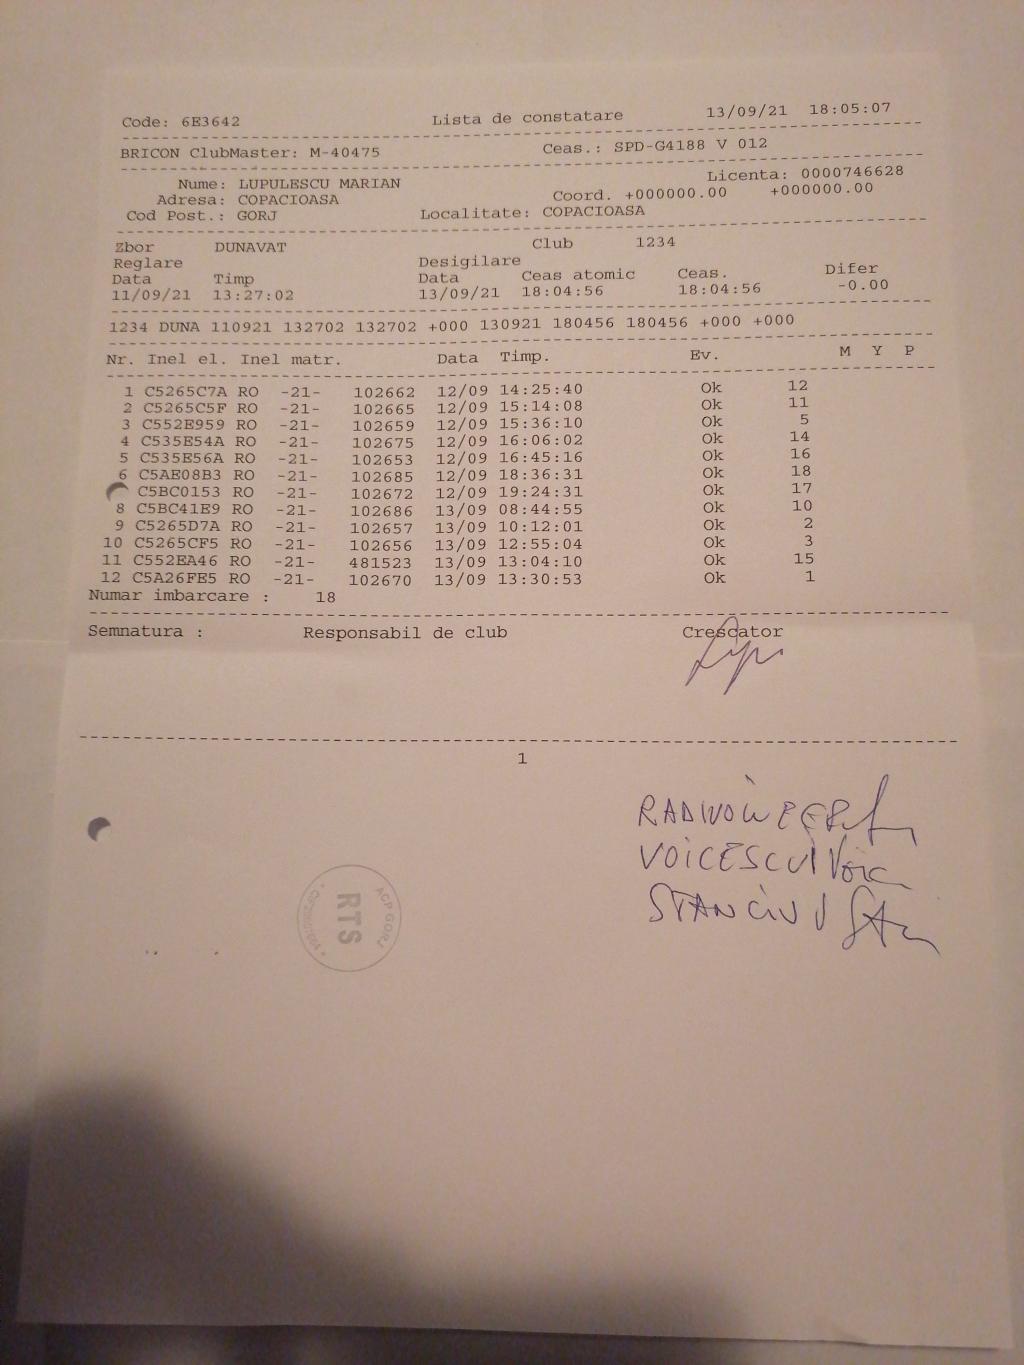 Code: 6E3642 Lista de constatare 13/09/21 18:05:07
BRICON ClubMaster: M-40475 Ceas.: SPD-G4188 V 012
Licenta: 0000746628
Nume: LUPULESCU MARIAN Coord. +000000.00 +000000.00
Adresa: COPACIOASA
Cod Post.: GORJ Localitate: COPACIOASA
Zbor DUNAVAT Club 1234
Reglare Desigilare
Data Timp Data Ceas atomic Ceas. Difer
11/09/21 13:27:02 13/09/21 18:04:56 18:04:56 -0.00
1234 DUNA 110921 132702 132702 +000 130921 180456 180456 +000 +000
Nr. Inel el. Inel matr. Data Timp. Ev. M Y P
1 C5265C7A RO -21- 102662 12/09 14:25:40 Ok 12
2 C5265C5F RO -21- 102665 12/09 15:14:08 Ok 11
3 C552E959 RO -21- 102659 12/09 15:36:10 Ok 5
4 C535E54A RO -21- 102675 12/09 16:06:02 Ok 14
5 C535E56A RO -21- 102653 12/09 16:45:16 Ok 16
6 C5AE08B3 RO -21- 102685 12/09 18:36:31 Ok 18
C5BC0153 RO -21- 102672 12/09 19:24:31 Ok 17
8 C5BC41E9 RO -21- 102686 13/09 08:44:55 Ok 10
9 C5265D7A RO -21- 102657 13/09 10:12:01 Ok 2
10 C5265CF5 RO -21- 102656 13/09 12:55:04 Ok 3
11 C552EA46 RO -21- 481523 13/09 13:04:10 Ok 15
12 C5A26FE5 RO -21- 102670 13/09 13:30:53 Ok 1
Numar imbarcare : 18
Semnatura : Responsabil de club Crescator
1
VOICESCU
STANCIU
ACP GORJ
RTS